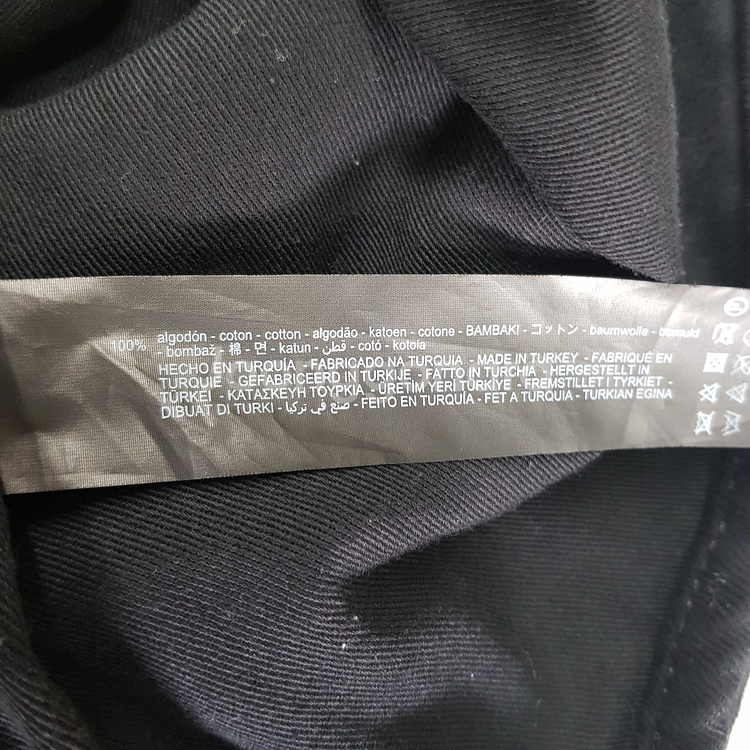 100% algodón - coton - cotton - algodão - katoen - cotone - ΒΑΜΒΑΚΙ - コットン - baumwolle - bomuld
- bombaž - 棉 - 면 - katun - قطن - cotó - kotoia
HECHO EN TURQUÍA - FABRICADO NA TURQUIA - MADE IN TURKEY - FABRIQUÉ EN
TURQUIE - GEFABRICEERD IN TURKIJE - FATTO IN TURCHIA - HERGESTELLT IN
TÜRKEI - ΚΑΤΑΣΚΕΥΗ ΤΟΥΡΚΙΑ - ÜRETİM YERİ TÜRKİYE - FREMSTILLET I TYRKIET -
DIBUAT DI TURKI - صنع في تركيا - FEITO EN TURQUÍA - FET A TURQUIA - TURKIAN EGINA